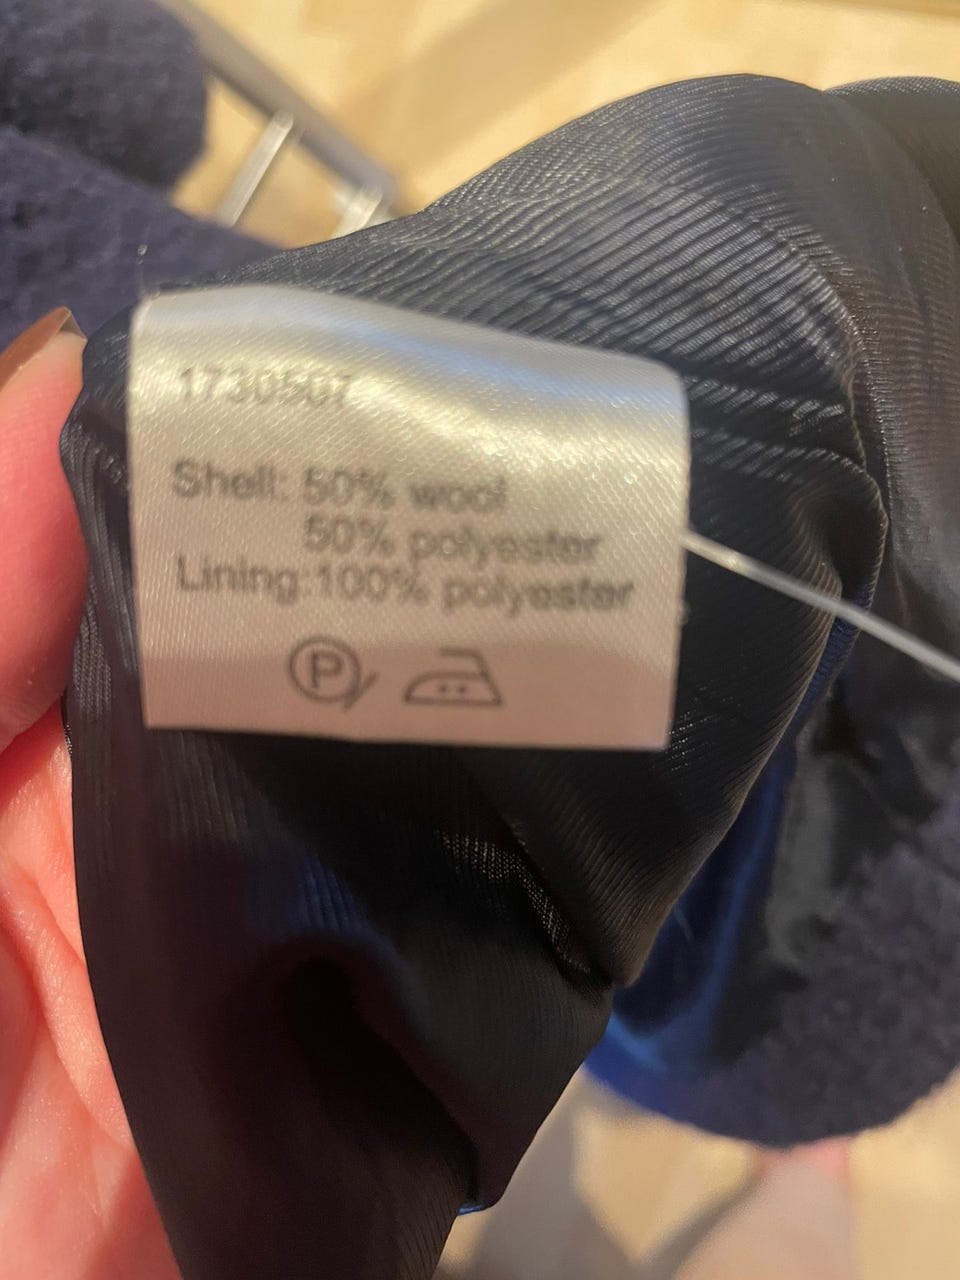 1730507
Shell: 50% wool
50% polyester
Lining:100% polyester
P